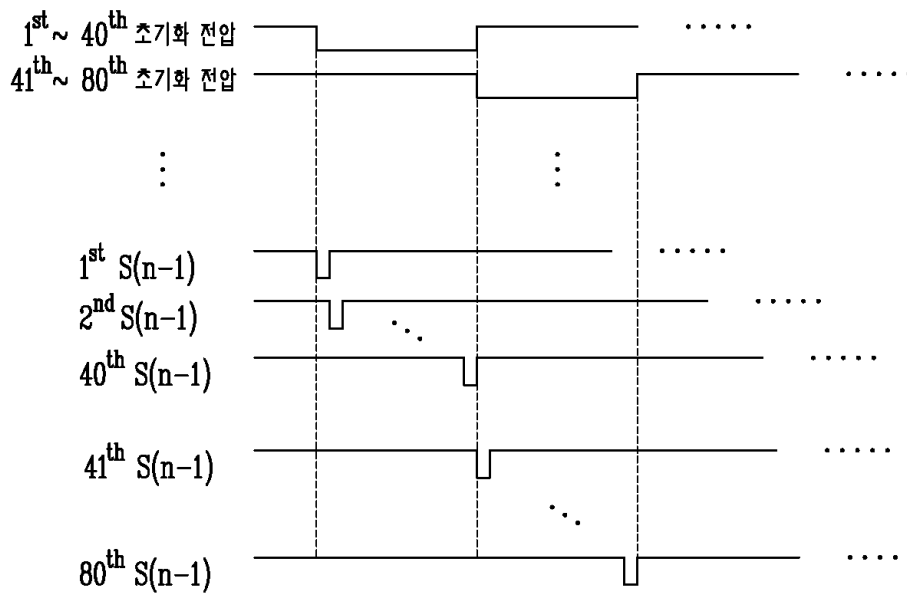 1st ~ 40th 초기화 전압
41th ~ 80th 초기화 전압
1st S(n-1)
2nd S(n-1)
40th S(n-1)
41th S(n-1)
80th S(n-1)